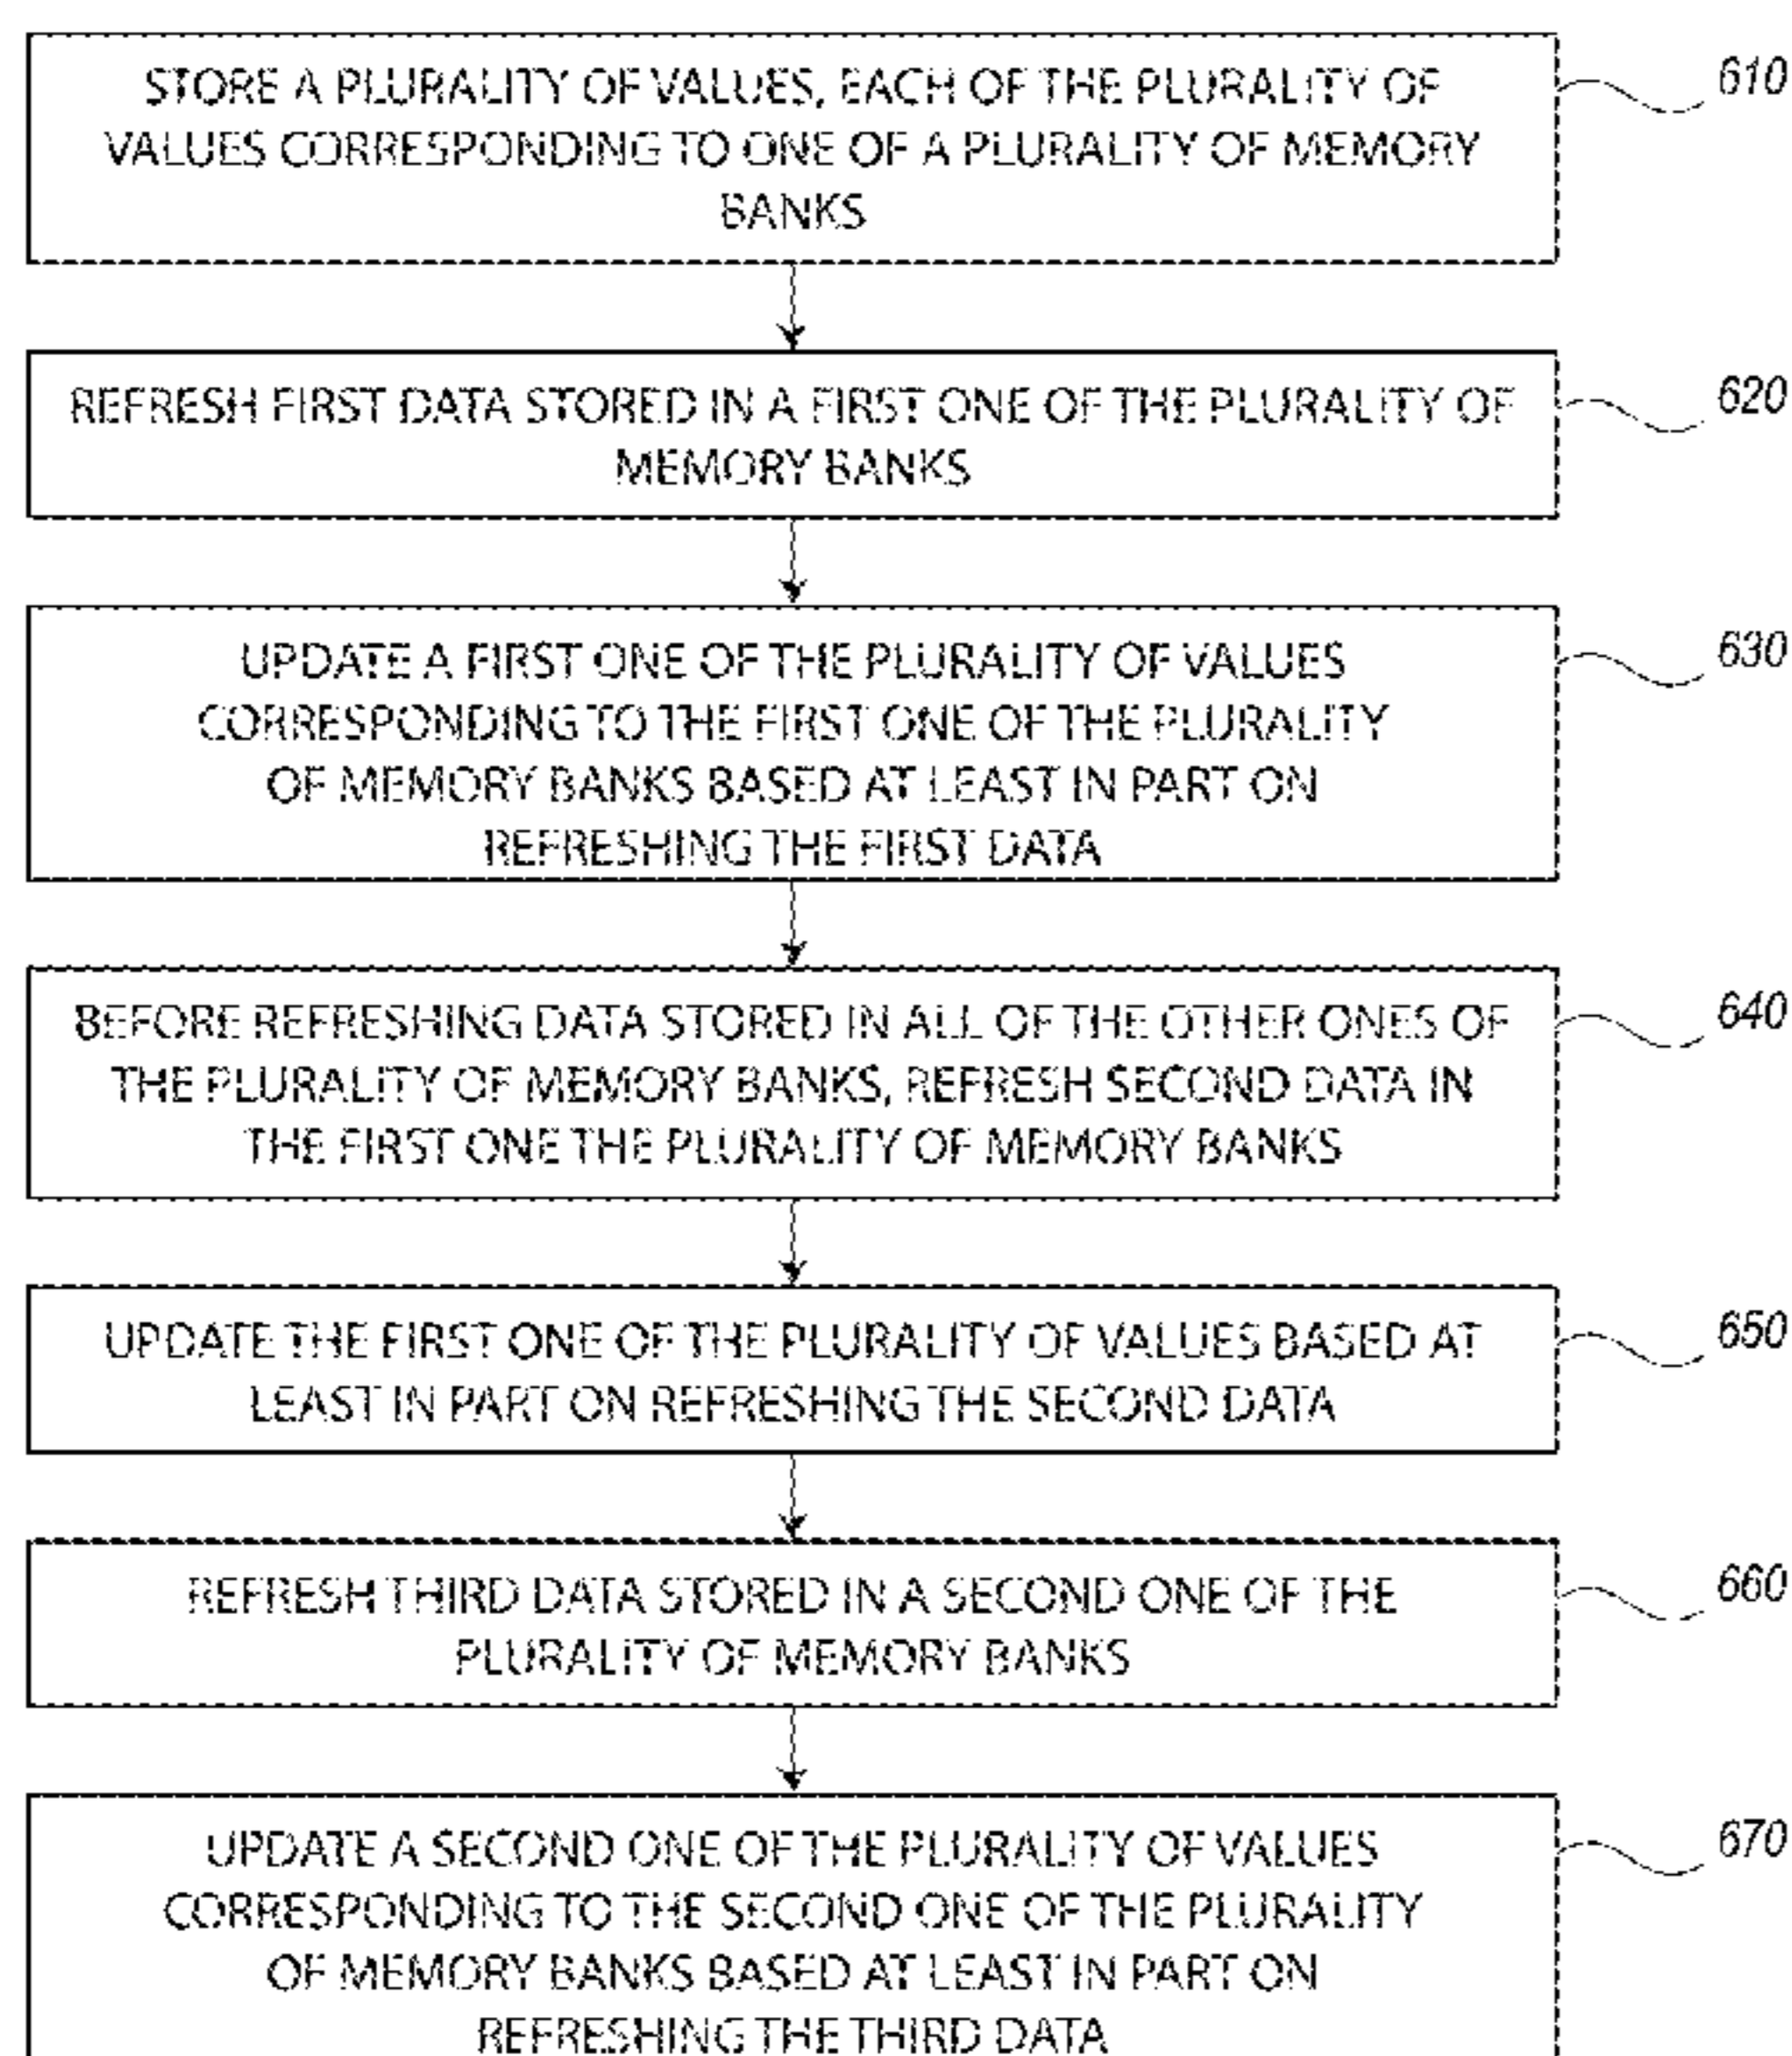 STORE A PLURALITY OF VALUES, EACH OF THE PLURALITY OF
VALUES CORRESPONDING TO ONE OF A PLURALITY OF MEMORY
BANKS
610
REFRESH FIRST DATA STORED IN A FIRST ONE OF THE PLURALITY OF
MEMORY BANKS
620
UPDATE A FIRST ONE OF THE PLURALITY OF VALUES
CORRESPONDING TO THE FIRST ONE OF THE PLURALITY
OF MEMORY BANKS BASED AT LEAST IN PART ON
REFRESHING THE FIRST DATA
630
BEFORE REFRESHING DATA STORED IN ALL OF THE OTHER ONES OF
THE PLURALITY OF MEMORY BANKS, REFRESH SECOND DATA IN
THE FIRST ONE THE PLURALITY OF MEMORY BANKS
640
UPDATE THE FIRST ONE OF THE PLURALITY OF VALUES BASED AT
LEAST IN PART ON REFRESHING THE SECOND DATA
650
REFRESH THIRD DATA STORED IN A SECOND ONE OF THE
PLURALITY OF MEMORY BANKS
660
UPDATE A SECOND ONE OF THE PLURALITY OF VALUES
CORRESPONDING TO THE SECOND ONE OF THE PLURALITY
OF MEMORY BANKS BASED AT LEAST IN PART ON
REFRESHING THE THIRD DATA
670